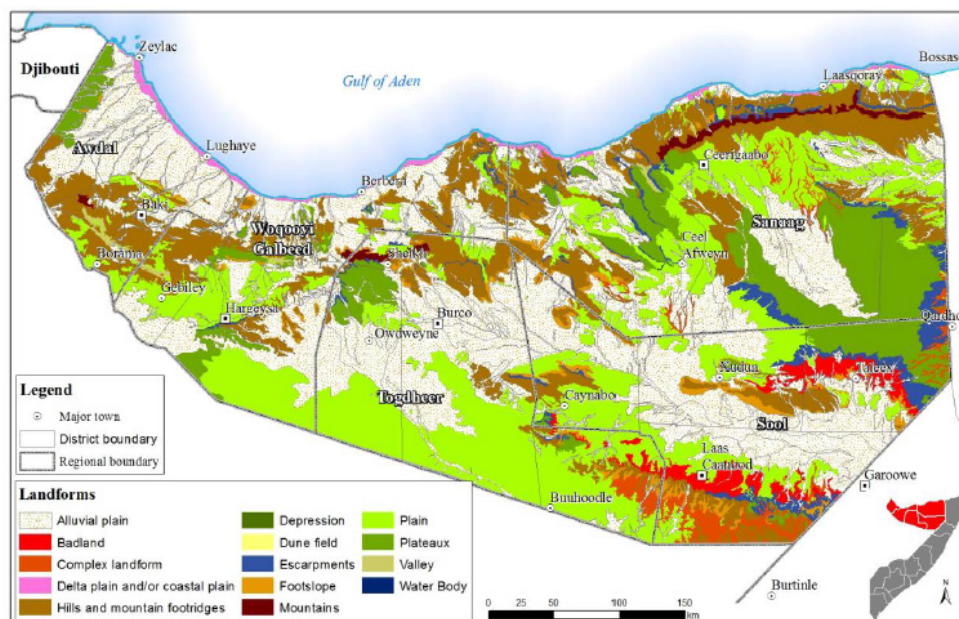 Zeylac
Djibouti
Gulf of Aden
Bossaso
Laasqoray
Lughaye
Awdal
Ceerigaabo
Berbera
Baki
Sanaag
Woqooyi
Galbeed
Borama
Sheikh
Ceel
Afweyn
Gebiley
Hargeysa
Burco
Qardho
Owdweyne
Xudun
Taleex
Togdheer
Caynabo
Sool
Laas
Caanood
Garoowe
Buuhoodle
Burtinle
Legend
Major town
District boundary
Regional boundary
Landforms
Alluvial plain
Badland
Complex landform
Delta plain and/or coastal plain
Hills and mountain footridges
Depression
Dune field
Escarpments
Footslope
Mountains
Plain
Plateaux
Valley
Water Body
0 50 100 150
km
N